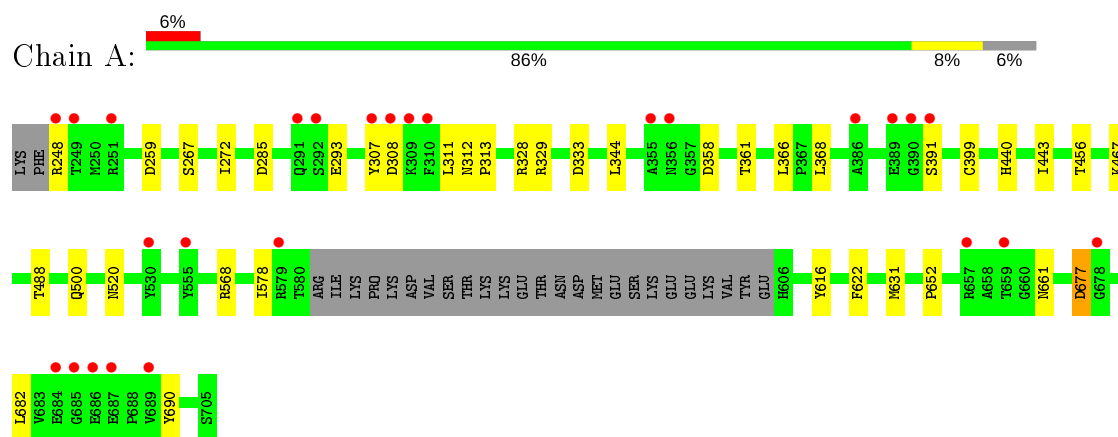 6%
Chain A:
86% 8% 6%
LYS PHE R248 T249 M250 R251 D259 S267 I272 D285 Q291 S292 E293 Y307 D308 K309 F310 L311 N312 P313 R328 R329 D333 L344 A355 N356 G357 D358 T361 L366 P367 L368 A386 E389 G390 S391 C399 H440 I443 T456 K467
T488 Q500 N520 Y530 Y555 R568 I578 R579 T580 ARG ILE LYS PRO LYS ASP VAL SER THR LYS LYS GLU THR ASN ASP MET GLU SER SER LYS GLU GLU LYS VAL TYR GLU H606 Y616 F622 M631 P652 R657 A658 T659 G660 N661 D677 G678
L682 V683 E684 G685 E686 E687 P688 V689 Y690 S705